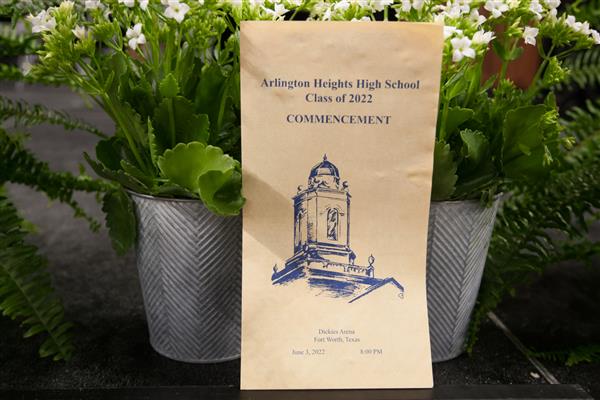 Arlington Heights High School
Class of 2022
COMMENCEMENT
Dickies Arena
Fort Worth, Texas
June 3, 2022 8:00 PM